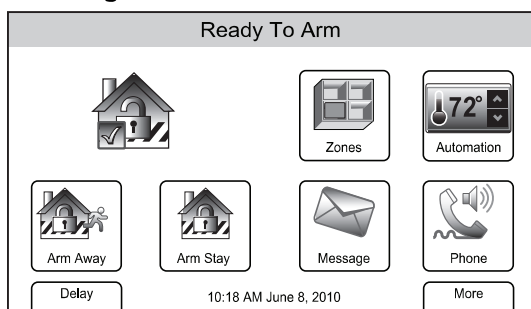 Ready To Arm
72°
Zones
Automation
Arm Away
Arm Stay
Message
Phone
Delay
10:18 AM June 8, 2010
More